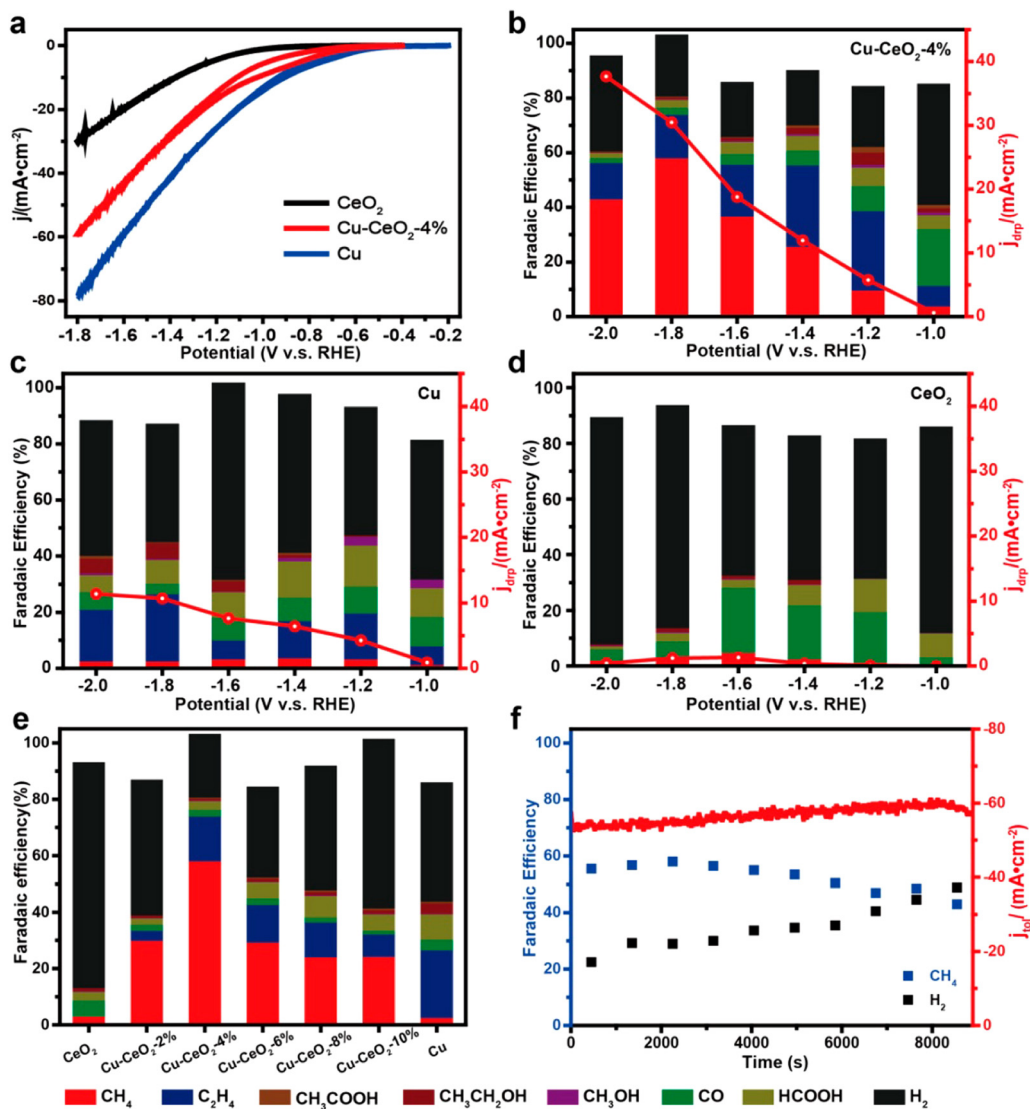 a
0
-20
-40
-60
-80
j/(mA•cm⁻²)
CeO₂
Cu-CeO₂-4%
Cu
-1.8 -1.6 -1.4 -1.2 -1.0 -0.8 -0.6 -0.4 -0.2
Potential (V v.s. RHE)
b
Cu-CeO₂-4%
100
80
60
40
20
0
Faradaic Efficiency (%)
40
30
20
10
0
j_drp/(mA•cm⁻²)
-2.0 -1.8 -1.6 -1.4 -1.2 -1.0
Potential (V v.s. RHE)
c
Cu
100
80
60
40
20
0
Faradaic Efficiency (%)
40
30
20
10
0
j_drp/(mA•cm⁻²)
-2.0 -1.8 -1.6 -1.4 -1.2 -1.0
Potential (V v.s. RHE)
d
CeO₂
100
80
60
40
20
0
Faradaic Efficiency (%)
40
30
20
10
0
j_drp/(mA•cm⁻²)
-2.0 -1.8 -1.6 -1.4 -1.2 -1.0
Potential (V v.s. RHE)
e
100
80
60
40
20
0
Faradaic efficiency(%)
CeO₂ Cu-CeO₂-2% Cu-CeO₂-4% Cu-CeO₂-6% Cu-CeO₂-8% Cu-CeO₂-10% Cu
f
100
80
60
40
20
0
Faradaic Efficiency
-80
-60
-40
-20
0
j_tol/(mA•cm⁻²)
CH₄
H₂
0 2000 4000 6000 8000
Time (s)
CH₄ C₂H₄ CH₃COOH CH₃CH₂OH CH₃OH CO HCOOH H₂